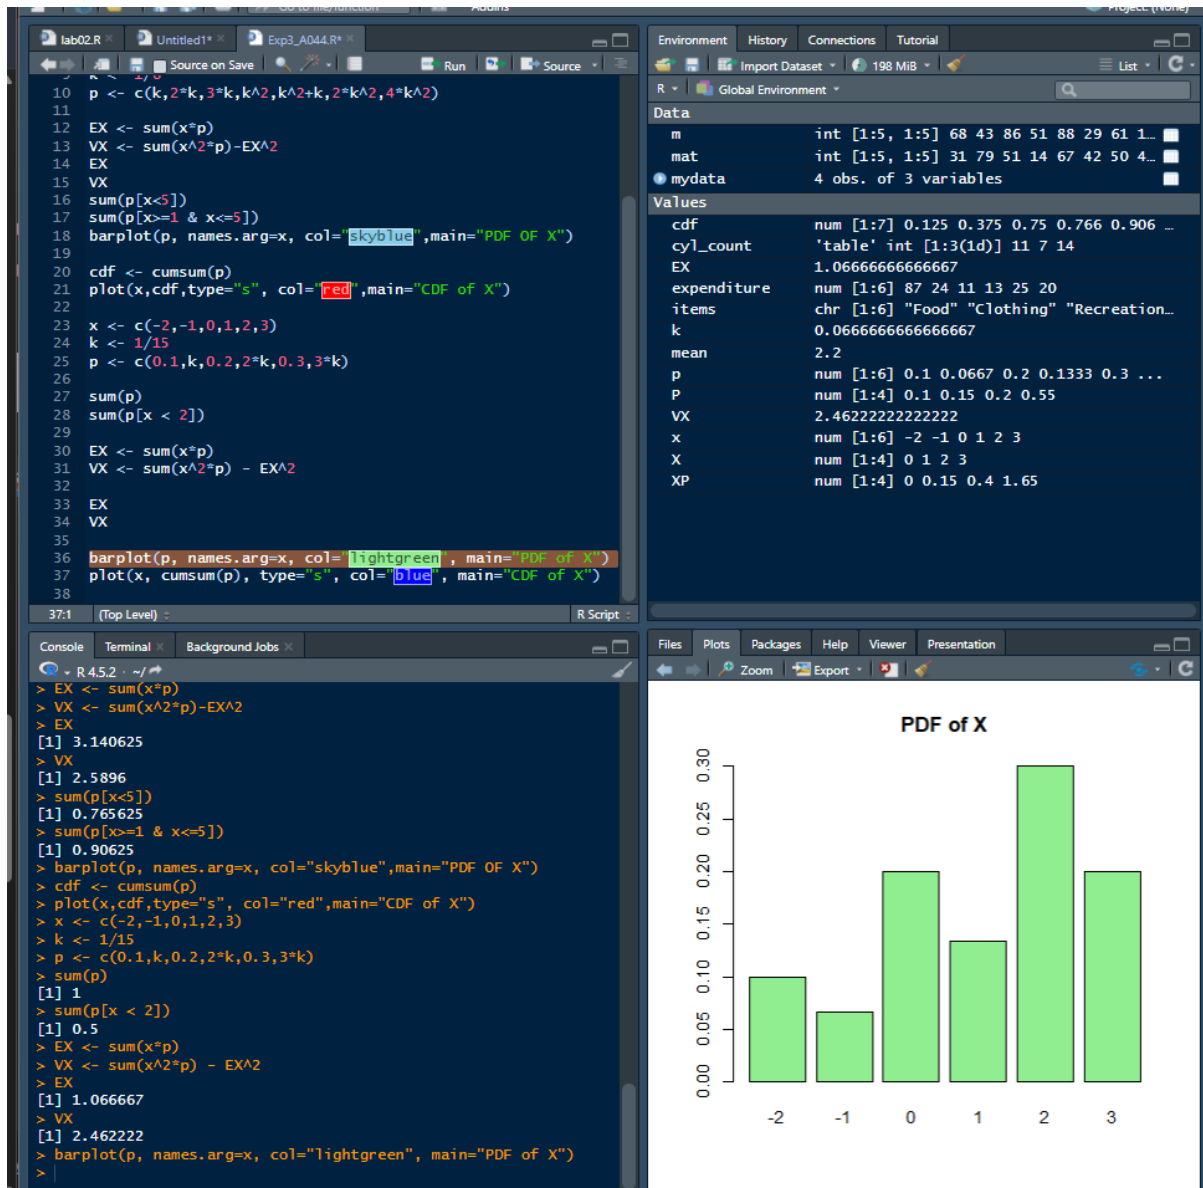 Go to file/function
Addins
Project: (None)
lab02.R
Untitled1*
Exp3_A044.R*
Source on Save
Run
Source
9 k <- 1/8
10 p <- c(k,2*k,3*k,k^2,k^2+k,2*k^2,4*k^2)
11
12 EX <- sum(x*p)
13 VX <- sum(x^2*p)-EX^2
14 EX
15 VX
16 sum(p[x<5])
17 sum(p[x>=1 & x<=5])
18 barplot(p, names.arg=x, col="skyblue",main="PDF OF X")
19
20 cdf <- cumsum(p)
21 plot(x,cdf,type="s", col="red",main="CDF of X")
22
23 x <- c(-2,-1,0,1,2,3)
24 k <- 1/15
25 p <- c(0.1,k,0.2,2*k,0.3,3*k)
26
27 sum(p)
28 sum(p[x < 2])
29
30 EX <- sum(x*p)
31 VX <- sum(x^2*p) - EX^2
32
33 EX
34 VX
35
36 barplot(p, names.arg=x, col="lightgreen", main="PDF of X")
37 plot(x, cumsum(p), type="s", col="blue", main="CDF of X")
38
37:1 (Top Level) R Script
Console Terminal Background Jobs
R 4.5.2 · ~/
> EX <- sum(x*p)
> VX <- sum(x^2*p)-EX^2
> EX
[1] 3.140625
> VX
[1] 2.5896
> sum(p[x<5])
[1] 0.765625
> sum(p[x>=1 & x<=5])
[1] 0.90625
> barplot(p, names.arg=x, col="skyblue",main="PDF OF X")
> cdf <- cumsum(p)
> plot(x,cdf,type="s", col="red",main="CDF of X")
> x <- c(-2,-1,0,1,2,3)
> k <- 1/15
> p <- c(0.1,k,0.2,2*k,0.3,3*k)
> sum(p)
[1] 1
> sum(p[x < 2])
[1] 0.5
> EX <- sum(x*p)
> VX <- sum(x^2*p) - EX^2
> EX
[1] 1.066667
> VX
[1] 2.462222
> barplot(p, names.arg=x, col="lightgreen", main="PDF of X")
>
Environment History Connections Tutorial
Import Dataset 198 MiB List
R Global Environment
Data
m int [1:5, 1:5] 68 43 86 51 88 29 61 1…
mat int [1:5, 1:5] 31 79 51 14 67 42 50 4…
mydata 4 obs. of 3 variables
Values
cdf num [1:7] 0.125 0.375 0.75 0.766 0.906 …
cyl_count 'table' int [1:3(1d)] 11 7 14
EX 1.06666666666667
expenditure num [1:6] 87 24 11 13 25 20
items chr [1:6] "Food" "Clothing" "Recreation…
k 0.0666666666666667
mean 2.2
p num [1:6] 0.1 0.0667 0.2 0.1333 0.3 ...
P num [1:4] 0.1 0.15 0.2 0.55
VX 2.46222222222222
x num [1:6] -2 -1 0 1 2 3
X num [1:4] 0 1 2 3
XP num [1:4] 0 0.15 0.4 1.65
Files Plots Packages Help Viewer Presentation
Zoom Export
PDF of X
0.30
0.25
0.20
0.15
0.10
0.05
0.00
-2 -1 0 1 2 3